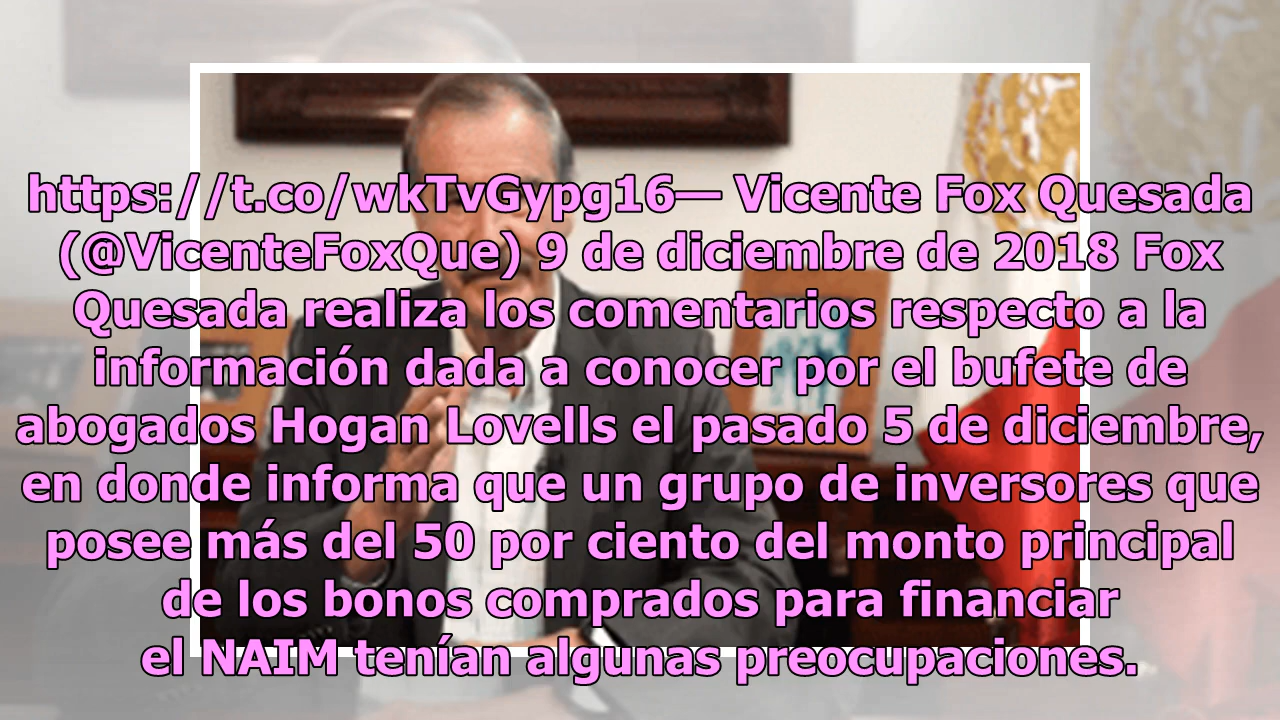 https://t.co/wkTvGypg16— Vicente Fox Quesada
(@VicenteFoxQue) 9 de diciembre de 2018 Fox
Quesada realiza los comentarios respecto a la
información dada a conocer por el bufete de
abogados Hogan Lovells el pasado 5 de diciembre,
en donde informa que un grupo de inversores que
posee más del 50 por ciento del monto principal
de los bonos comprados para financiar
el NAIM tenían algunas preocupaciones.